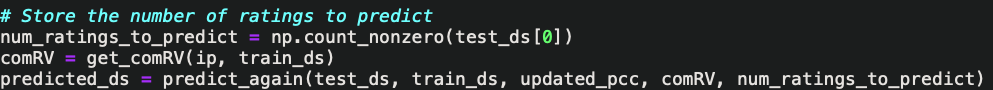 # Store the number of ratings to predict
num_ratings_to_predict = np.count_nonzero(test_ds[0])
comRV = get_comRV(ip, train_ds)
predicted_ds = predict_again(test_ds, train_ds, updated_pcc, comRV, num_ratings_to_predict)